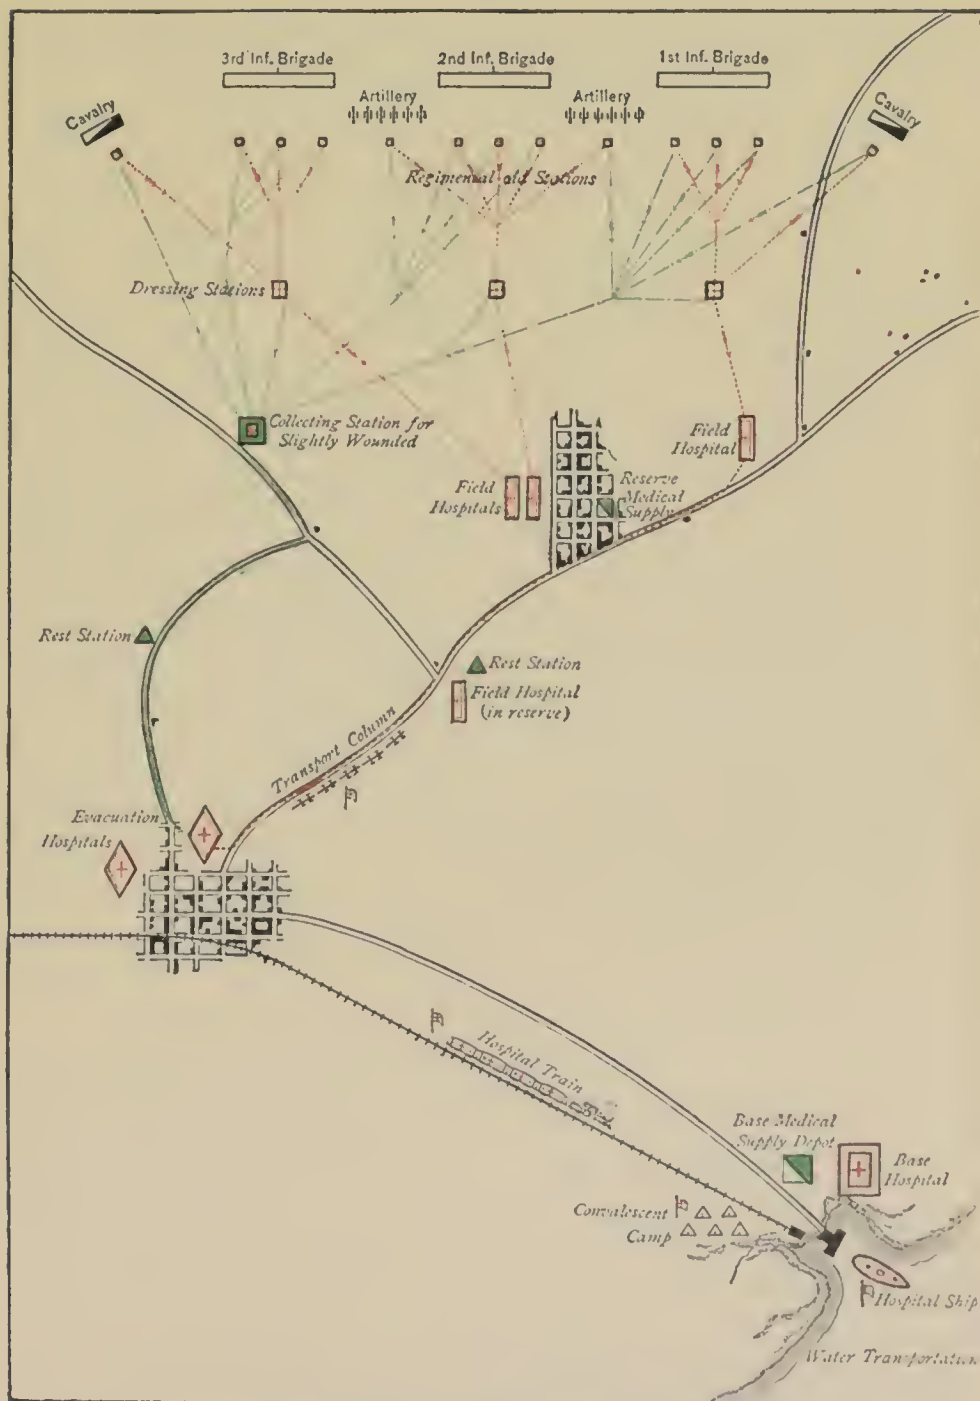 3rd Inf. Brigade
2nd Inf. Brigade
1st Inf. Brigade
Cavalry
Artillery
Artillery
Cavalry
Regimental aid Stations
Dressing Stations
Collecting Station for
Slightly Wounded
Field
Hospital
Field
Hospitals
Reserve
Medical
Supply
Rest Station
Rest Station
Field Hospital
(in reserve)
Transport Column
Evacuation
Hospitals
Hospital Train
Base Medical
Supply Depot
Base
Hospital
Convalescent
Camp
Hospital Ship
Water Transportation